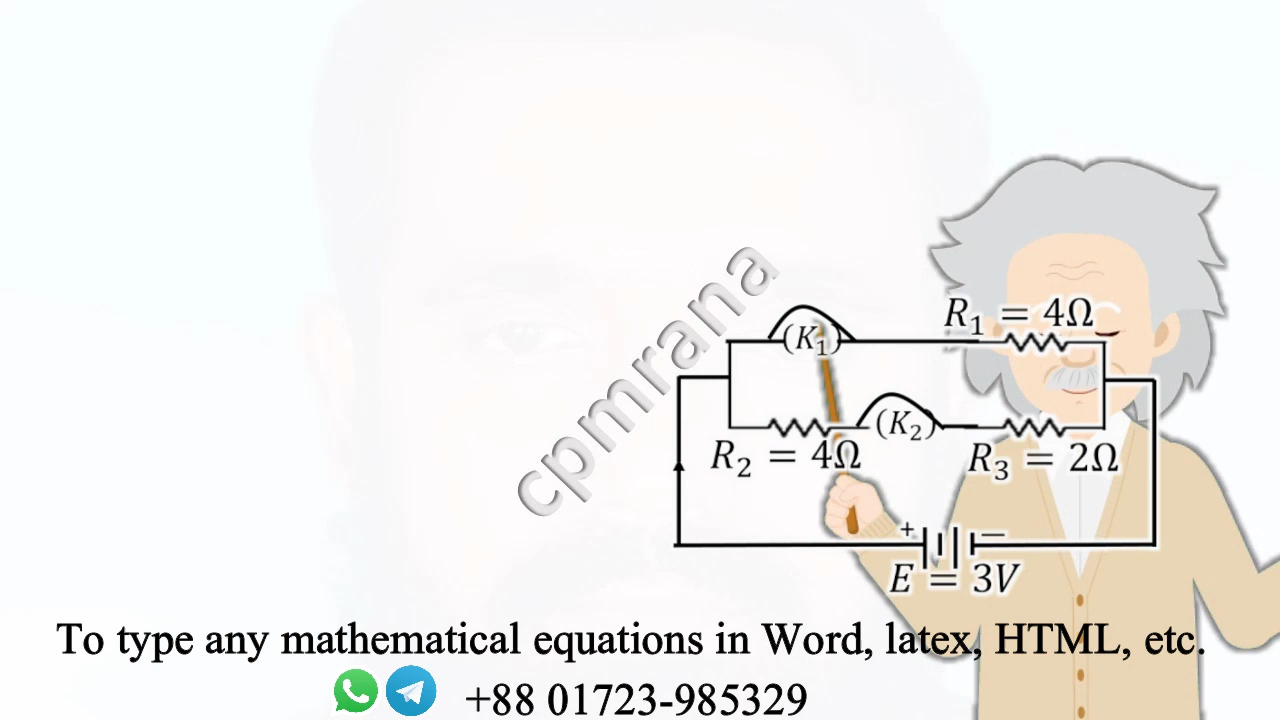 cpmrana
R₁ = 4Ω
(K₁)
(K₂)
R₂ = 4Ω
R₃ = 2Ω
+ −
E = 3V
To type any mathematical equations in Word, latex, HTML, etc.
+88 01723-985329